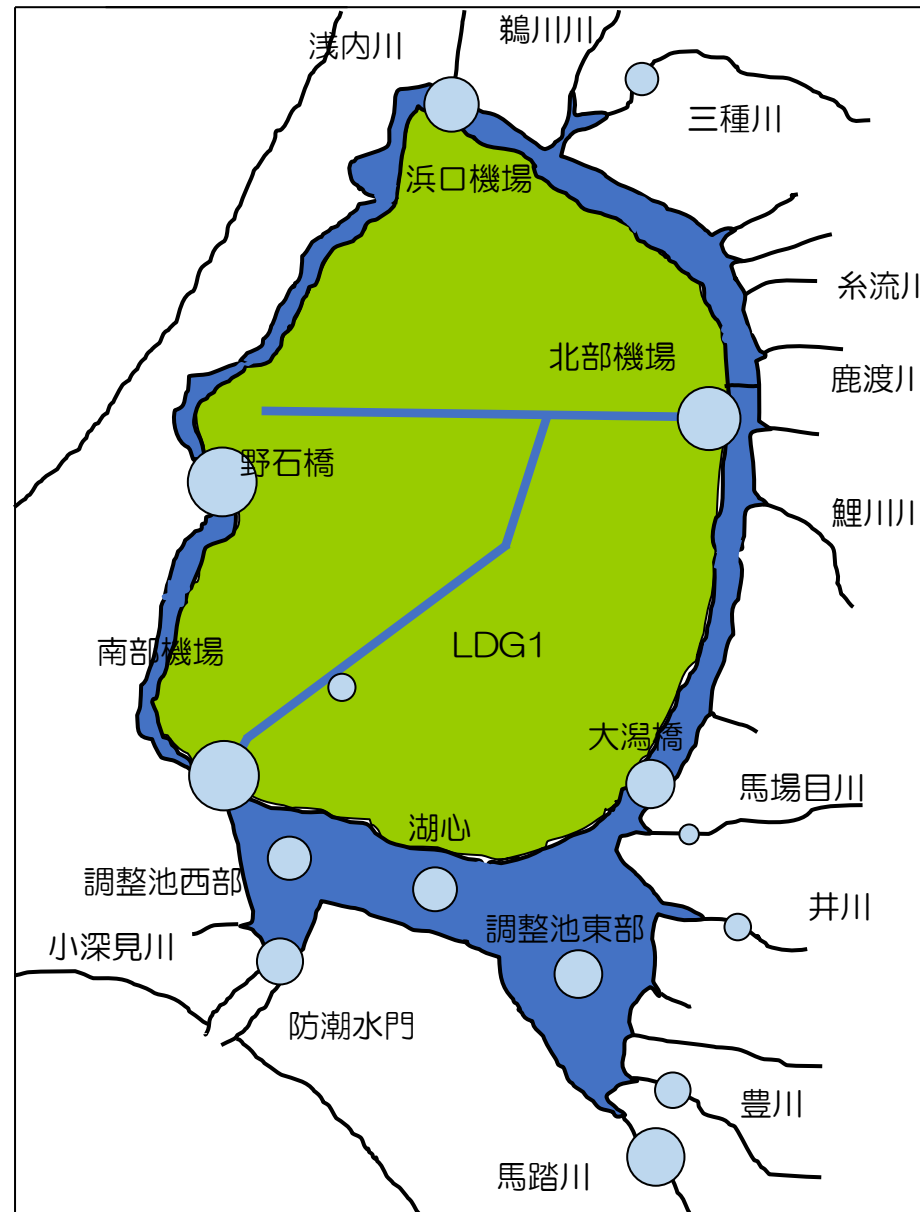 鵜川川
浅内川
三種川
浜口機場
糸流川
北部機場
鹿渡川
野石橋
鯉川川
南部機場
LDG1
大潟橋
馬場目川
湖心
調整池西部
井川
調整池東部
小深見川
防潮水門
豊川
馬踏川